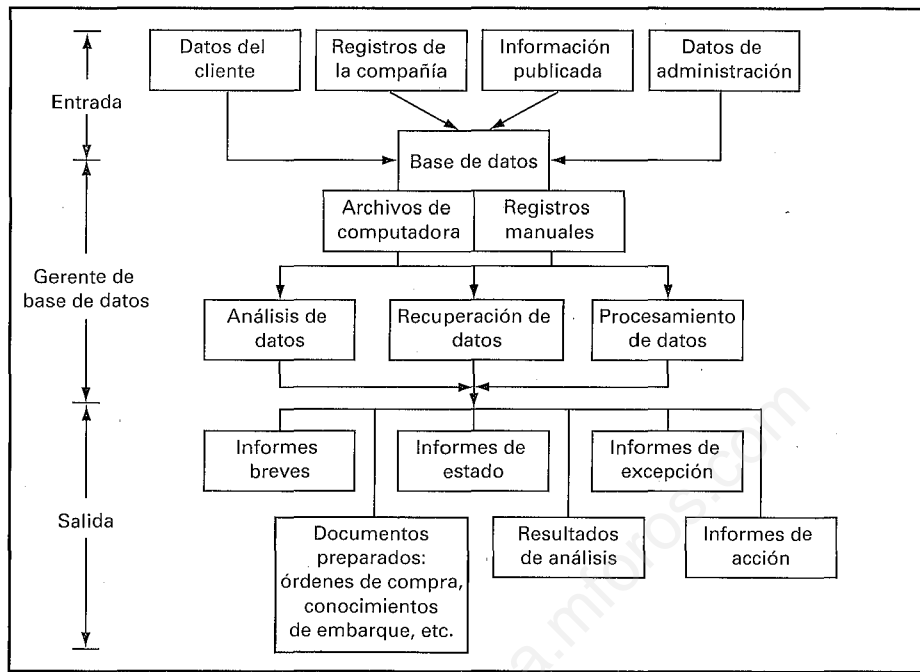 Datos del
cliente
Registros de
la compañía
Información
publicada
Datos de
administración
Entrada
Base de datos
Archivos de
computadora
Registros
manuales
Gerente de
base de datos
Análisis de
datos
Recuperación de
datos
Procesamiento
de datos
Informes
breves
Informes de
estado
Informes de
excepción
Salida
Documentos
preparados:
órdenes de compra,
conocimientos
de embarque, etc.
Resultados
de análisis
Informes de
acción